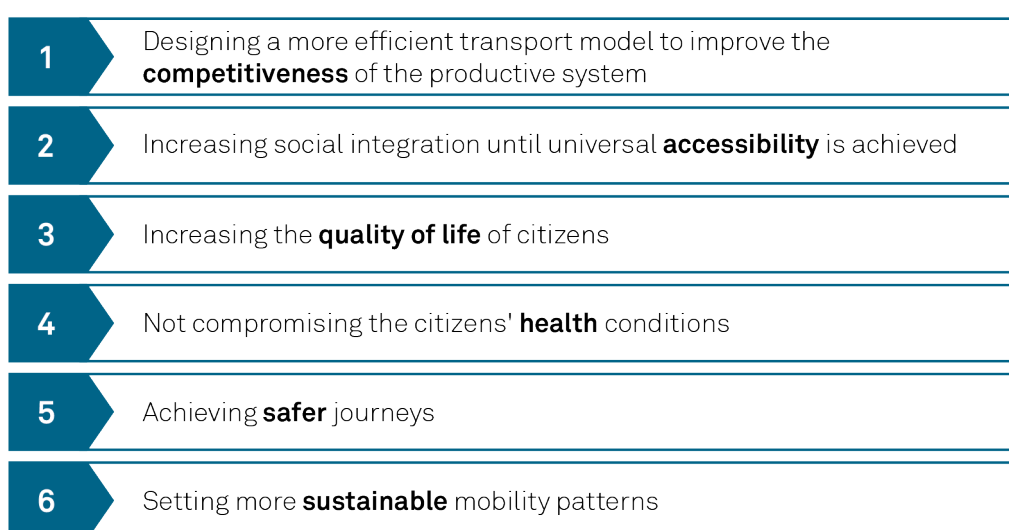 1
Designing a more efficient transport model to improve the
competitiveness of the productive system
2
Increasing social integration until universal accessibility is achieved
3
Increasing the quality of life of citizens
4
Not compromising the citizens' health conditions
5
Achieving safer journeys
6
Setting more sustainable mobility patterns